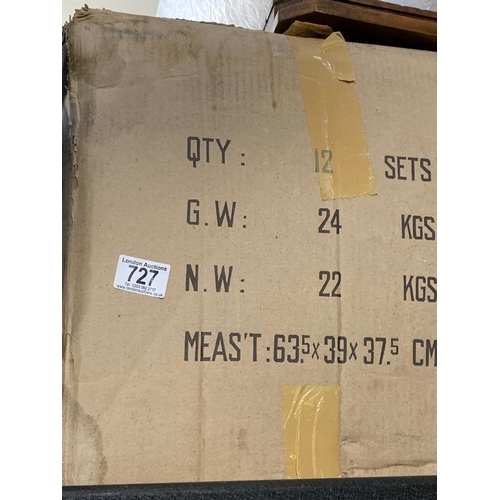 QTY: 12 SETS
G.W: 24 KGS
N.W: 22 KGS
MEAS'T: 63.5 x 39 x 37.5 CM
London Auctions
727